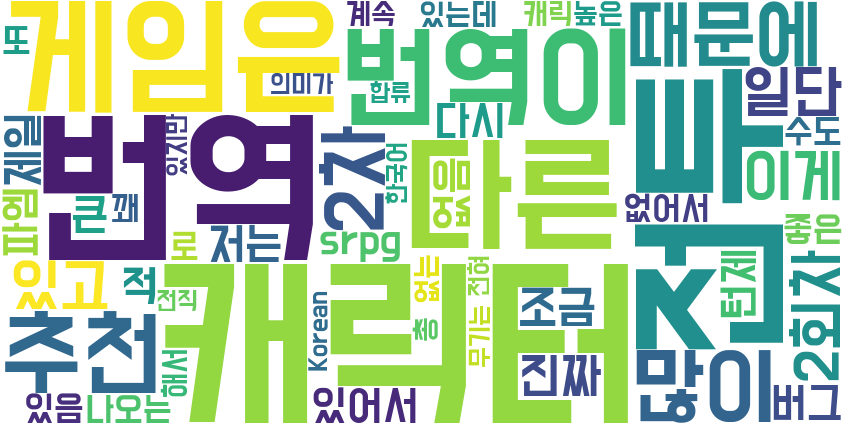 또
게임은
계속
있는데
캐릭
높은
때문에
의미가
합류
번역이
일단
제일
번역
있지만
2차
다시
타
수도
한국어
다른
없음
이게
파엠
큰
꽤
로
저는
srpg
없어서
좋은
있고
적
전직
캐릭터
없는
전혀
전
턴제
2회차
추천
해서
Korean
층
무기는
조금
진짜
많이
버그
있음
나오는
있어서